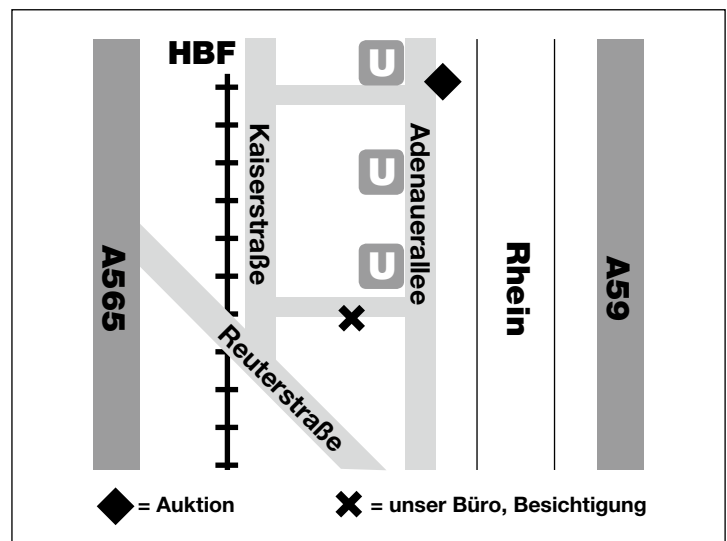 HBF
U
Kaiserstraße
Adenauerallee
U
U
A565
Rhein
A59
Reuterstraße
= Auktion
= unser Büro, Besichtigung